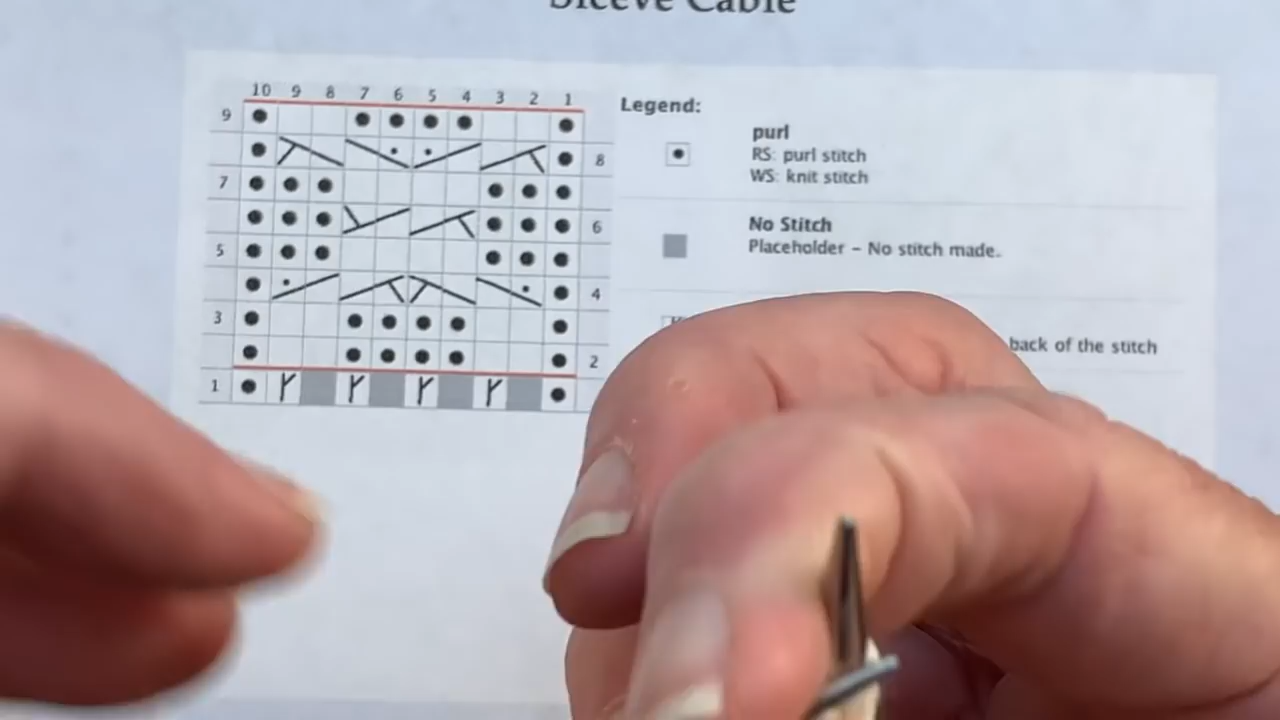 Sleeve Cable
10 9 8 7 6 5 4 3 2 1
Legend:
9
8
7
6
5
4
3
2
1
purl
RS: purl stitch
WS: knit stitch
No Stitch
Placeholder - No stitch made.
back of the stitch